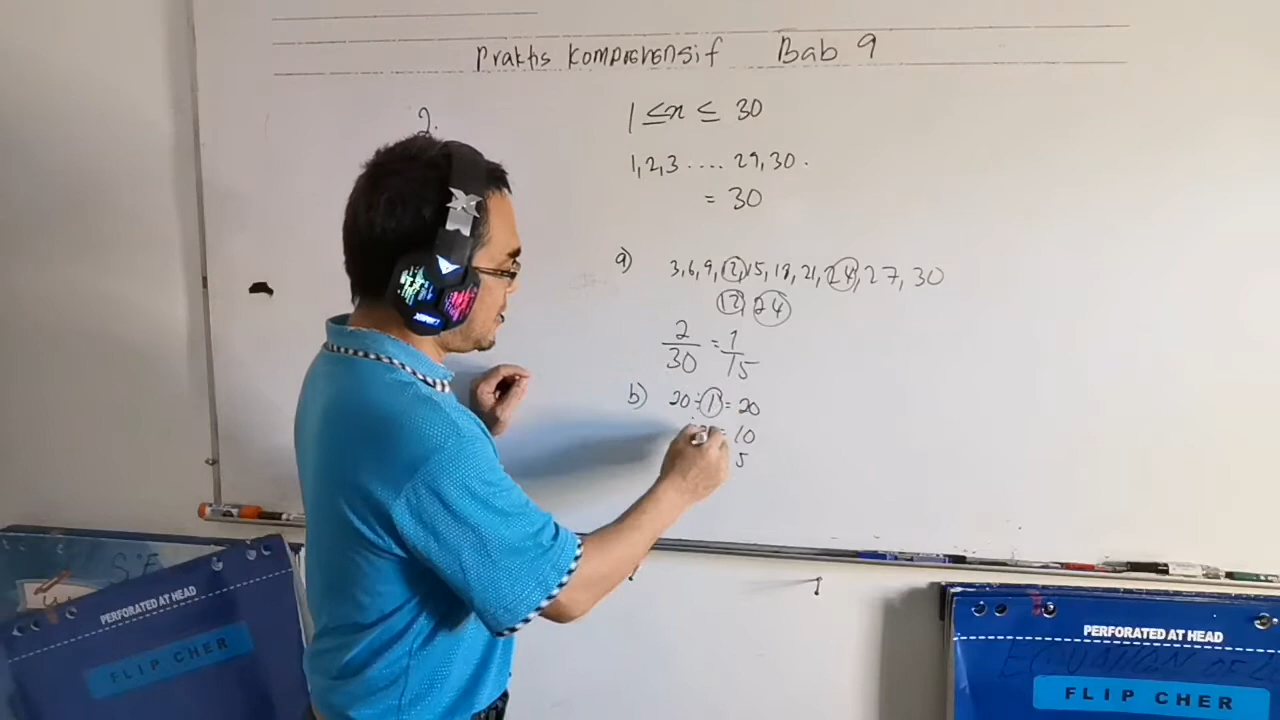 Praktis Komprehensif Bab 9
2.
1 ≤ x ≤ 30
1, 2, 3 .... 29, 30.
= 30
a) 3, 6, 9, 12, 15, 18, 21, 24, 27, 30
12, 24
2/30 = 1/15
b) 20 ÷ 1 = 20
= 10
5
PERFORATED AT HEAD
FLIP CHER
PERFORATED AT HEAD
FLIP CHER